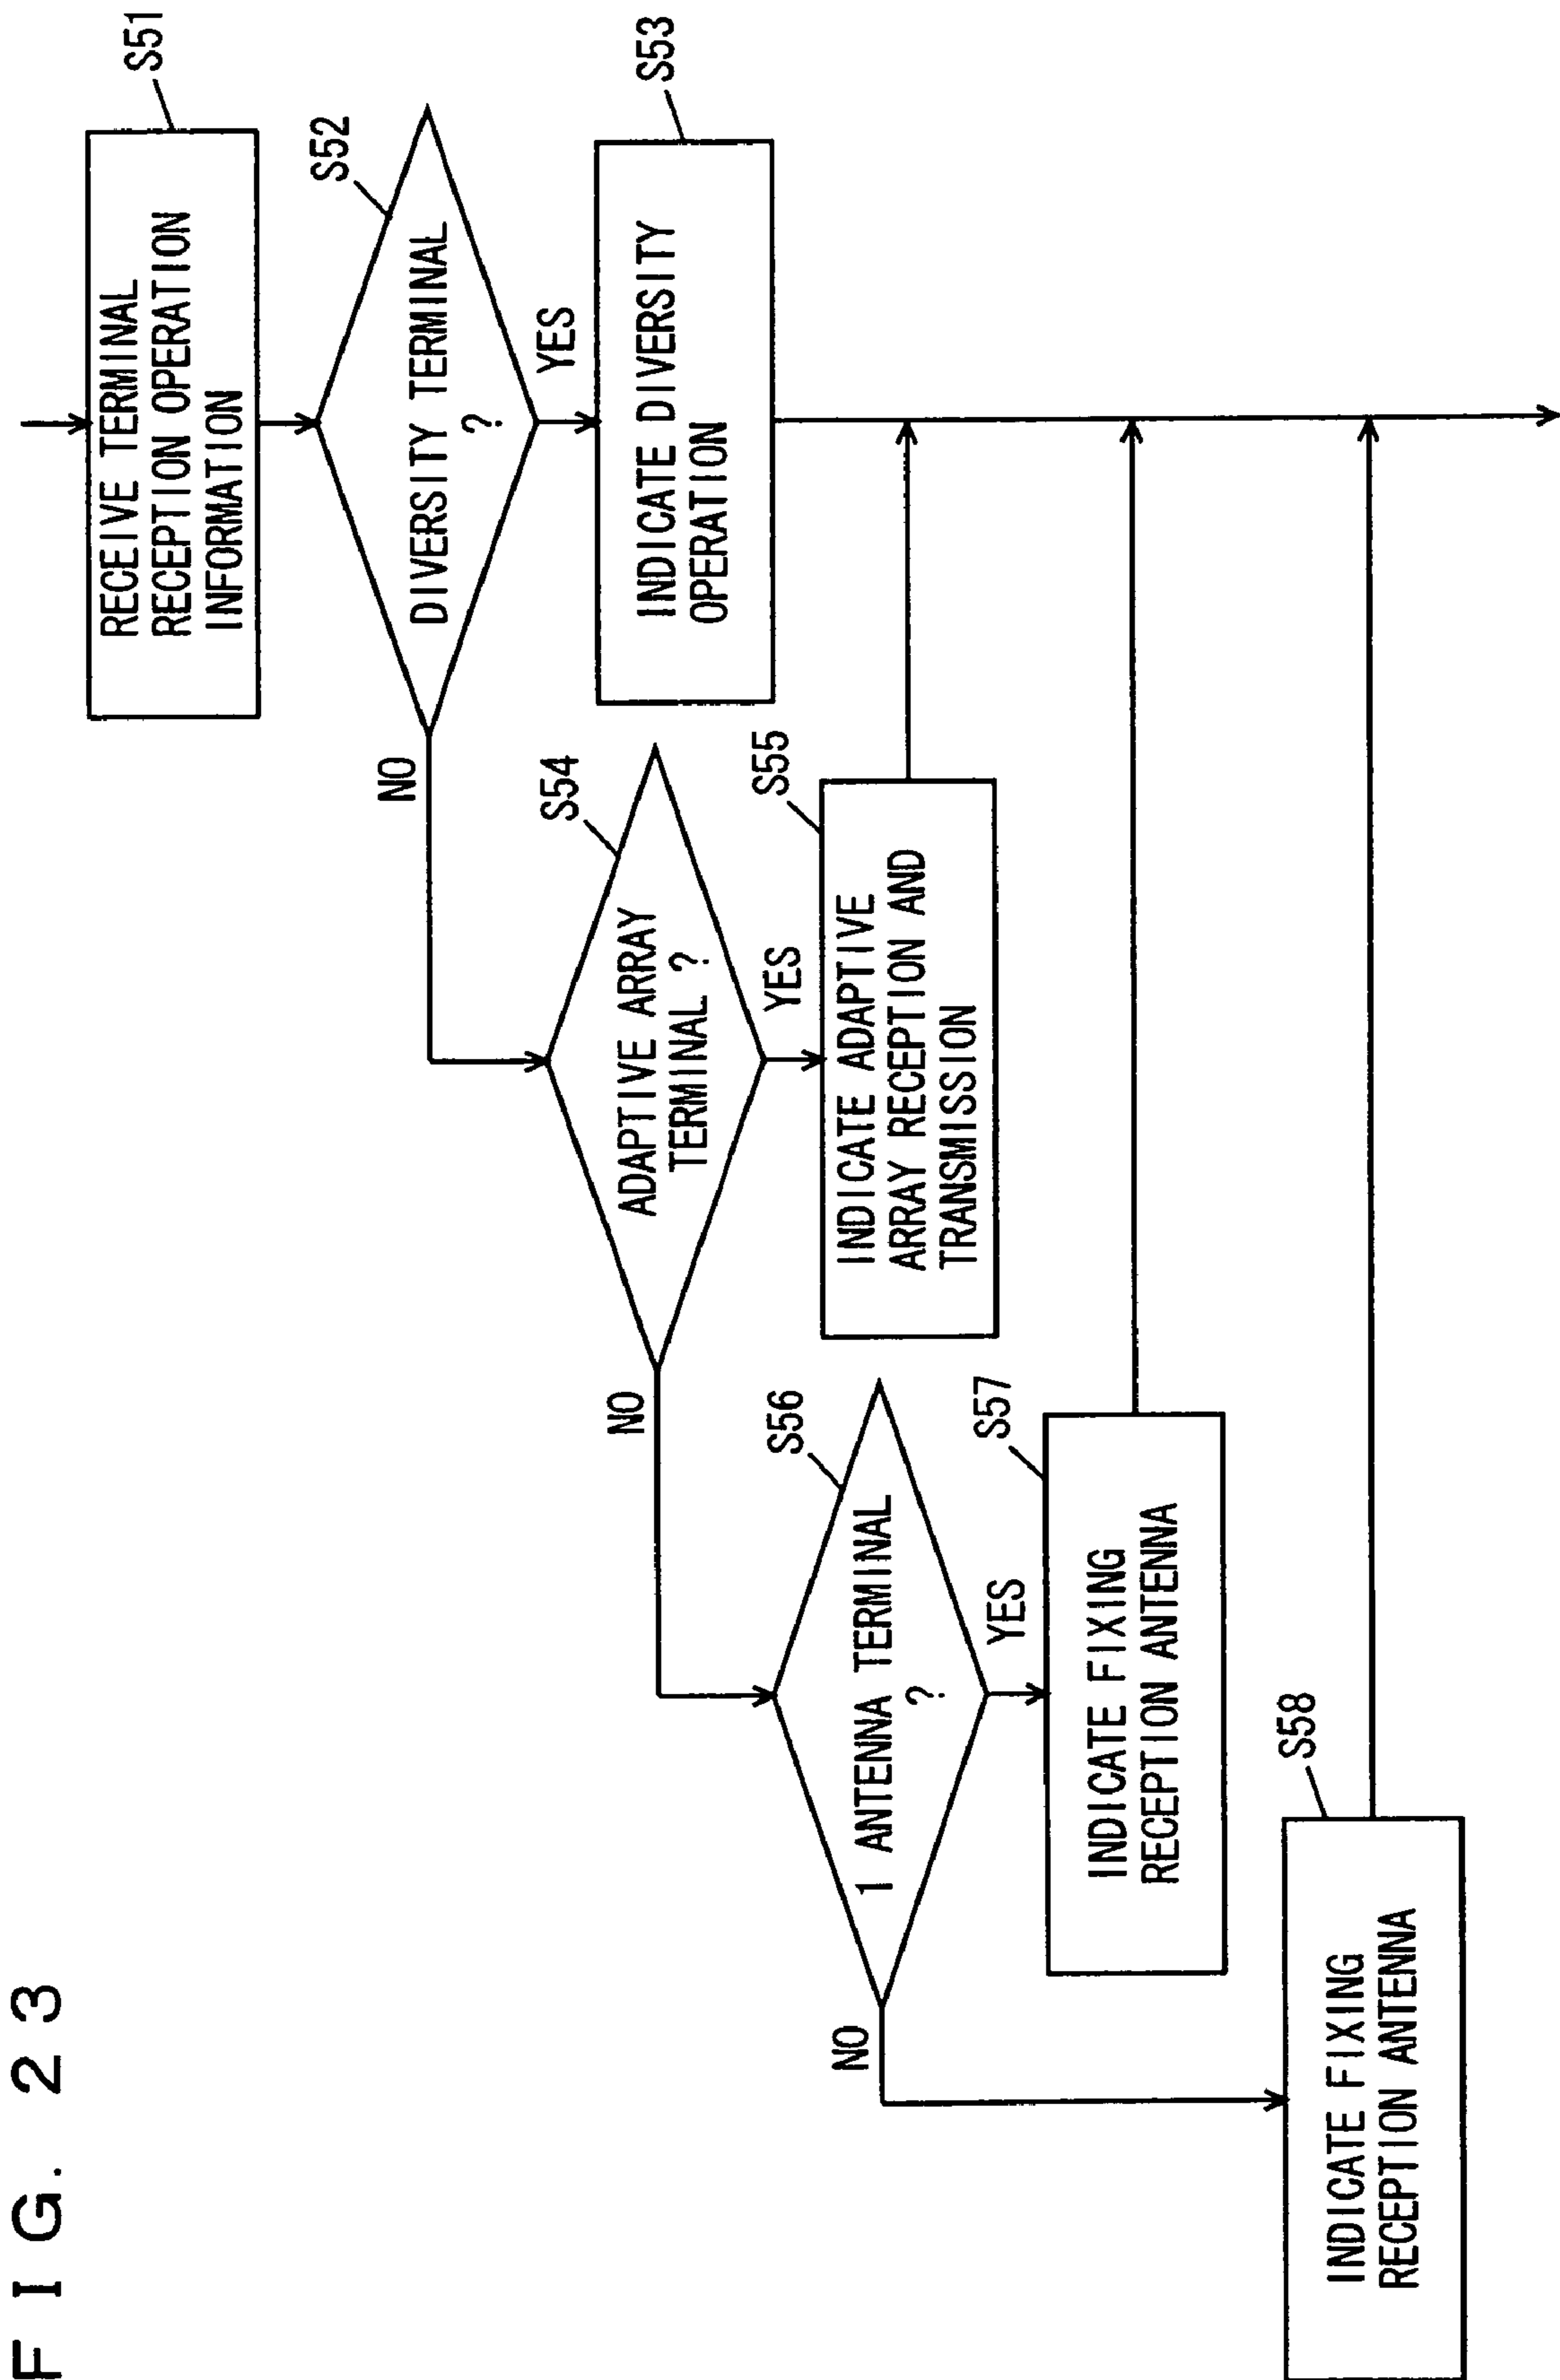 FIG. 23
RECEIVE TERMINAL
RECEPTION OPERATION
INFORMATION
S51
DIVERSITY TERMINAL
?
S52
YES
NO
INDICATE DIVERSITY
OPERATION
S53
ADAPTIVE ARRAY
TERMINAL ?
S54
YES
NO
INDICATE ADAPTIVE
ARRAY RECEPTION AND
TRANSMISSION
S55
1 ANTENNA TERMINAL
?
S56
YES
NO
INDICATE FIXING
RECEPTION ANTENNA
S57
INDICATE FIXING
RECEPTION ANTENNA
S58